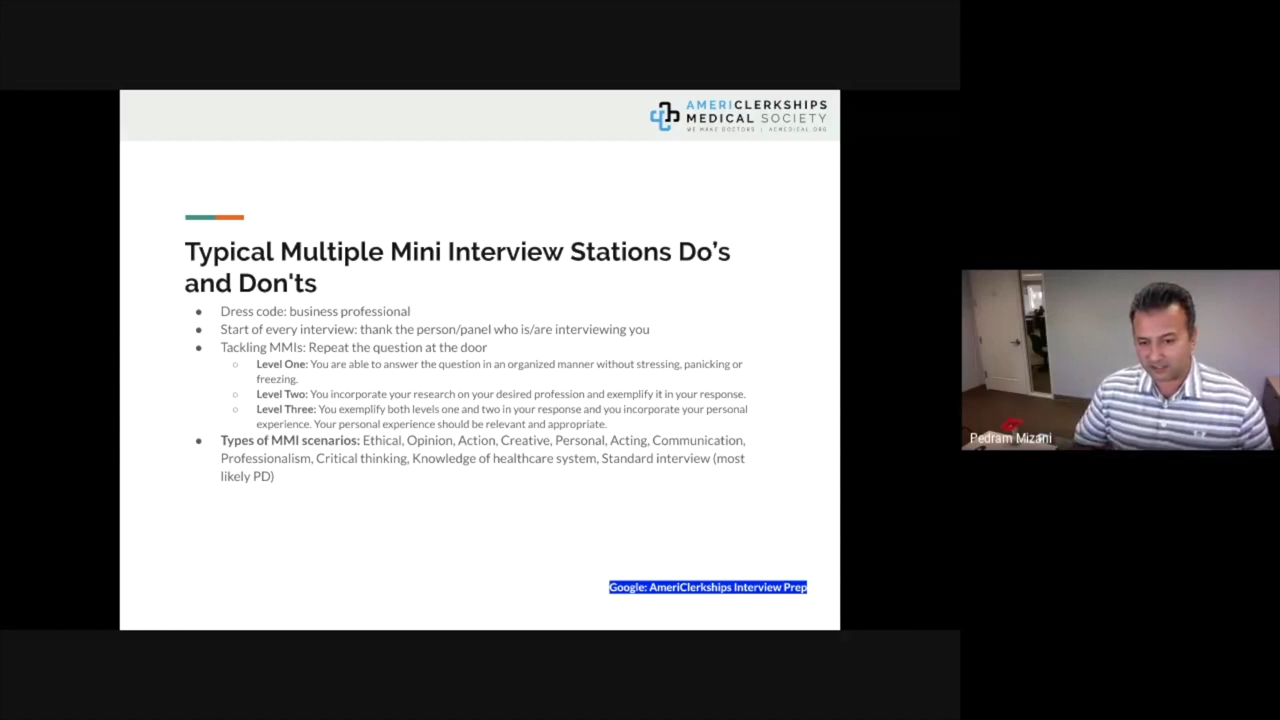 AMERICLERKSHIPS
MEDICAL SOCIETY
WE MAKE DOCTORS | ACMEDICAL.ORG
Typical Multiple Mini Interview Stations Do’s
and Don'ts
● Dress code: business professional
● Start of every interview: thank the person/panel who is/are interviewing you
● Tackling MMIs: Repeat the question at the door
○ Level One: You are able to answer the question in an organized manner without stressing, panicking or
freezing.
○ Level Two: You incorporate your research on your desired profession and exemplify it in your response.
○ Level Three: You exemplify both levels one and two in your response and you incorporate your personal
experience. Your personal experience should be relevant and appropriate.
● Types of MMI scenarios: Ethical, Opinion, Action, Creative, Personal, Acting, Communication,
Professionalism, Critical thinking, Knowledge of healthcare system, Standard interview (most
likely PD)
Google: AmeriClerkships Interview Prep
Pedram Mizani